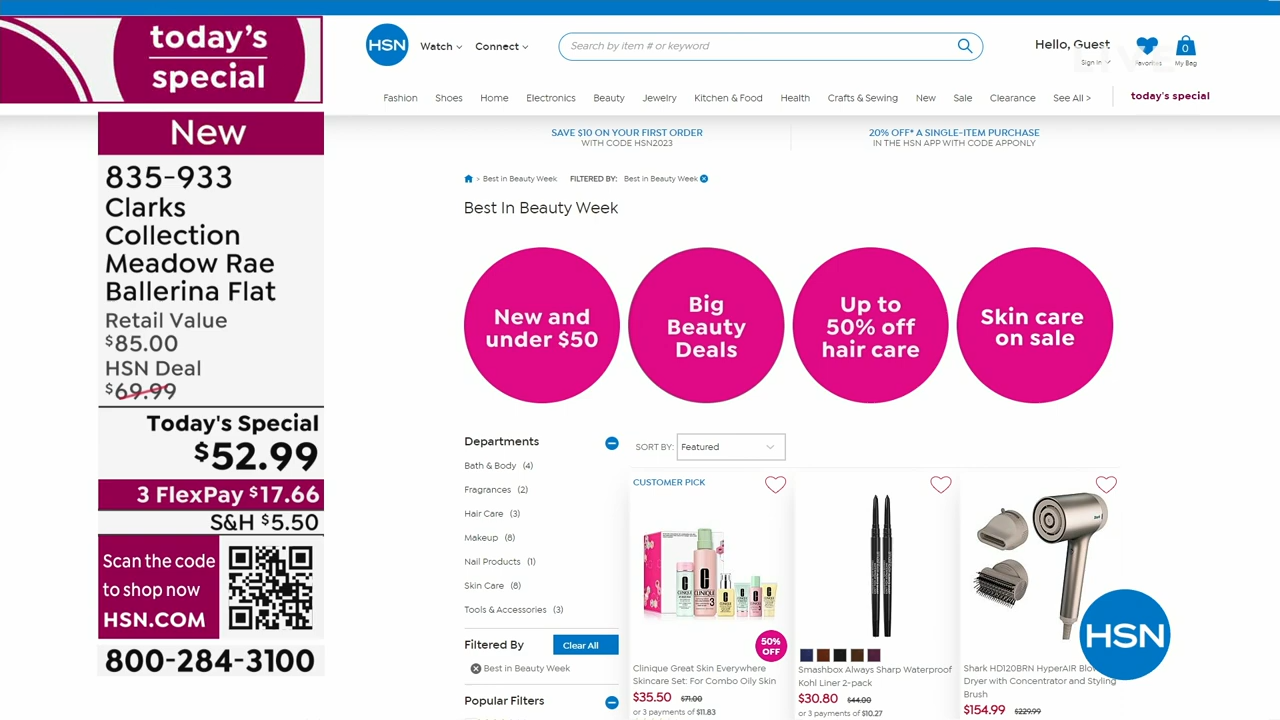 today's
special
New
835-933
Clarks
Collection
Meadow Rae
Ballerina Flat
Retail Value
$85.00
HSN Deal
$69.99
Today's Special
$52.99
3 FlexPay $17.66
S&H $5.50
Scan the code
to shop now
HSN.COM
800-284-3100
HSN
Watch
Connect
Search by item # or keyword
Hello, Guest
Sign In
Favorites
0
My Bag
Fashion Shoes Home Electronics Beauty Jewelry Kitchen & Food Health Crafts & Sewing New Sale Clearance See All > today's special
SAVE $10 ON YOUR FIRST ORDER
WITH CODE HSN2023
20% OFF* A SINGLE-ITEM PURCHASE
IN THE HSN APP WITH CODE APPONLY
> Best in Beauty Week FILTERED BY: Best in Beauty Week
Best In Beauty Week
New and
under $50
Big
Beauty
Deals
Up to
50% off
hair care
Skin care
on sale
Departments
Bath & Body (4)
Fragrances (2)
Hair Care (3)
Makeup (8)
Nail Products (1)
Skin Care (8)
Tools & Accessories (3)
Filtered By
Clear All
Best in Beauty Week
Popular Filters
SORT BY: Featured
CUSTOMER PICK
CLINIQUE
3
50%
OFF
Clinique Great Skin Everywhere
Skincare Set: For Combo Oily Skin
$35.50 $71.00
or 3 payments of $11.83
Smashbox Always Sharp Waterproof
Kohl Liner 2-pack
$30.80 $44.00
or 3 payments of $10.27
Shark
Shark HD120BRN HyperAIR Blow
Dryer with Concentrator and Styling
Brush
$154.99 $229.99
HSN